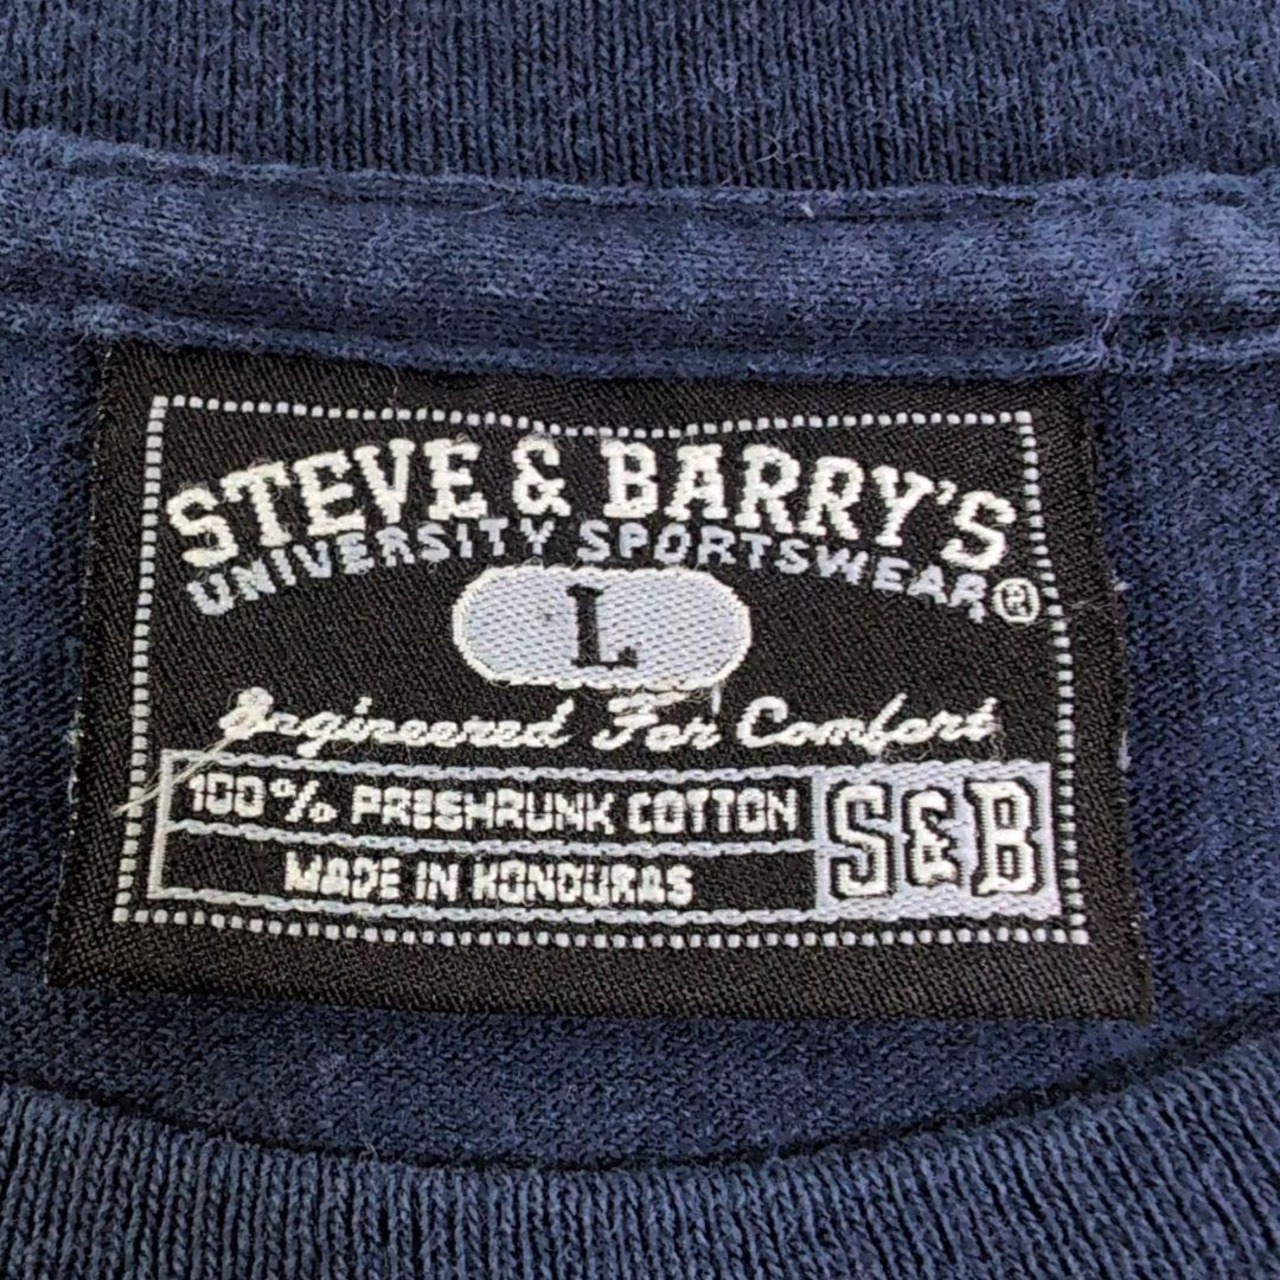 STEVE & BARRY'S
UNIVERSITY SPORTSWEAR®
L
Engineered For Comfort
100% PRESHRUNK COTTON
MADE IN HONDURAS
S&B